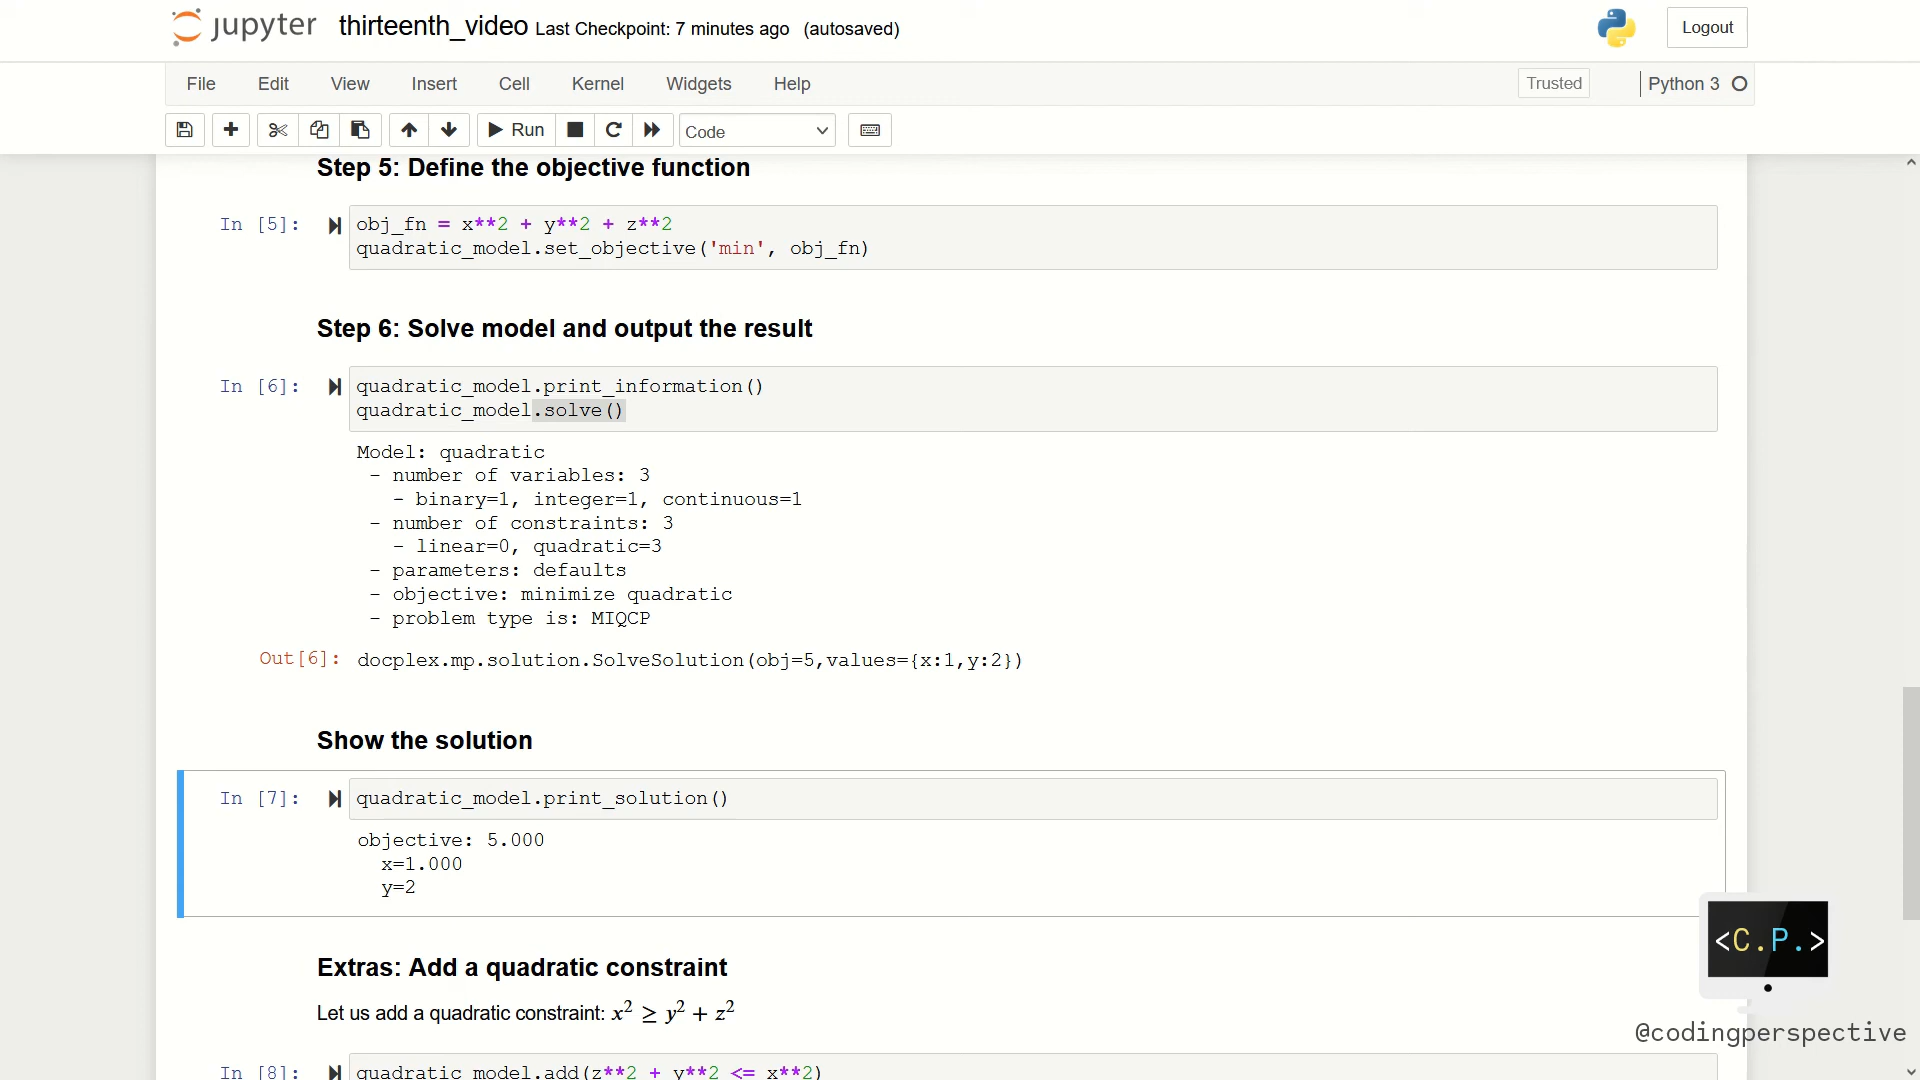 jupyter thirteenth_video Last Checkpoint: 7 minutes ago (autosaved) Logout
File Edit View Insert Cell Kernel Widgets Help Trusted Python 3
Run Code
Step 5: Define the objective function
In [5]: obj_fn = x**2 + y**2 + z**2
quadratic_model.set_objective('min', obj_fn)
Step 6: Solve model and output the result
In [6]: quadratic_model.print_information()
quadratic_model.solve()
Model: quadratic
- number of variables: 3
- binary=1, integer=1, continuous=1
- number of constraints: 3
- linear=0, quadratic=3
- parameters: defaults
- objective: minimize quadratic
- problem type is: MIQCP
Out[6]: docplex.mp.solution.SolveSolution(obj=5,values={x:1,y:2})
Show the solution
In [7]: quadratic_model.print_solution()
objective: 5.000
x=1.000
y=2
<C.P.>
Extras: Add a quadratic constraint
Let us add a quadratic constraint: x² ≥ y² + z²
@codingperspective
In [8]: quadratic_model.add(z**2 + y**2 <= x**2)